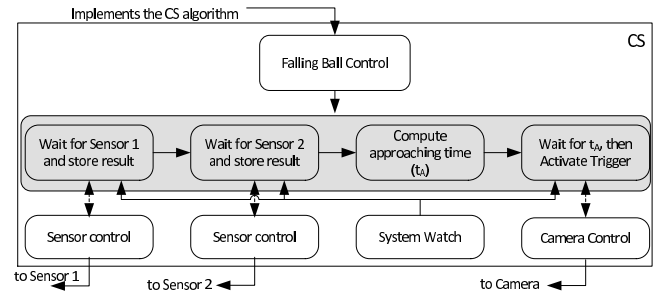 Implements the CS algorithm
CS
Falling Ball Control
Wait for Sensor 1
and store result
Wait for Sensor 2
and store result
Compute
approaching time
(tA)
Wait for tA, then
Activate Trigger
Sensor control
Sensor control
System Watch
Camera Control
to Sensor 1
to Sensor 2
to Camera